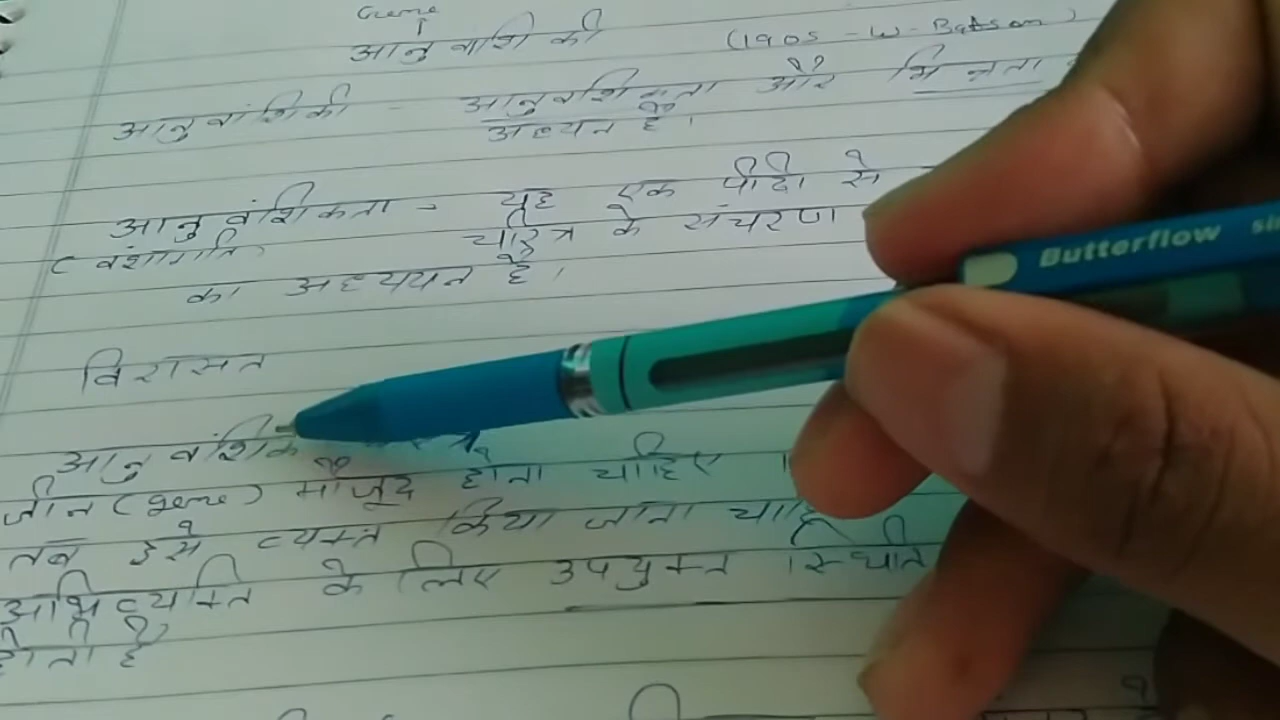 Gene
आनुवांशिकी (1905 - W - Batson)
आनुवांशिकी - आनुवंशिकता और भिन्नता
अध्ययन है।
आनुवंशिकता - यह एक पीढी से
(वंशागति) चरित्र के संचरण
का अध्ययन है।
विरासत
आनुवंशिक
जीन (gene) मौजूद होना चाहिए ।
तब इसे व्यक्त किया जाना
अभिव्यक्ति के लिए उपयुक्त स्थिति
होती है
Butterflow